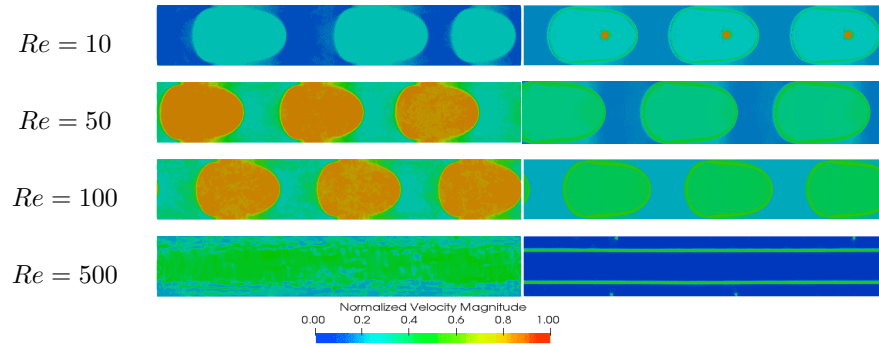 Re = 10
Re = 50
Re = 100
Re = 500
Normalized Velocity Magnitude
0.00 0.2 0.4 0.6 0.8 1.00